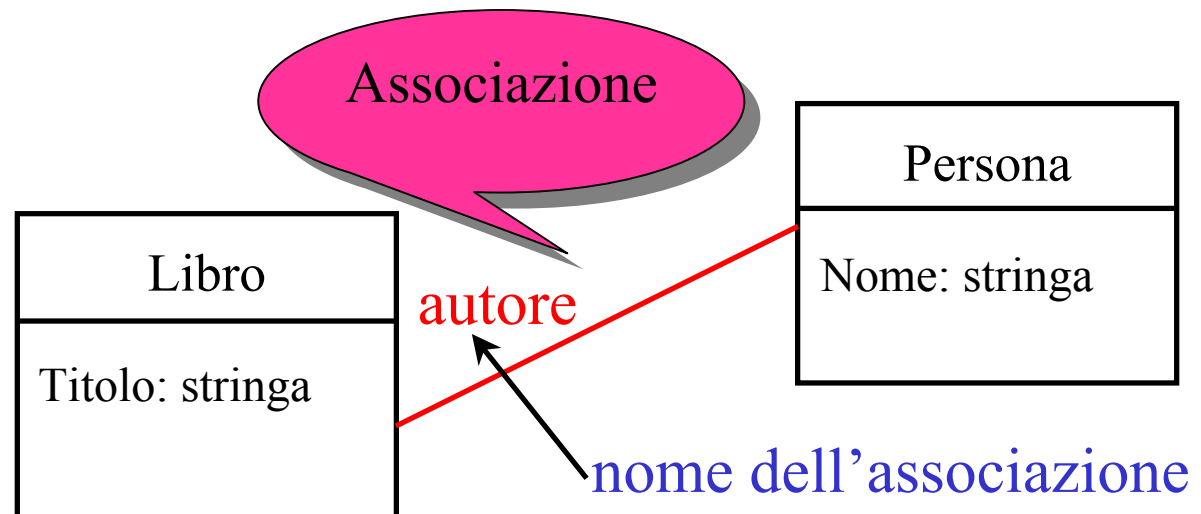 Associazione
Persona
Libro
Nome: stringa
autore
Titolo: stringa
nome dell’associazione